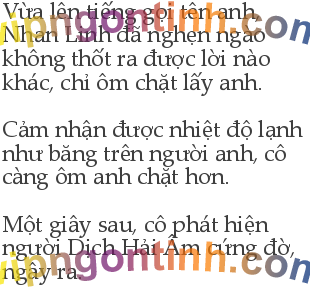 Vừa lên tiếng gọi tên anh,
Nhan Linh đã nghẹn ngào
không thốt ra được lời nào
khác, chỉ ôm chặt lấy anh.
Cảm nhận được nhiệt độ lạnh
như băng trên người anh, cô
càng ôm anh chặt hơn.
Một giây sau, cô phát hiện
người Dịch Hải Âm cứng đờ,
ngây ra.